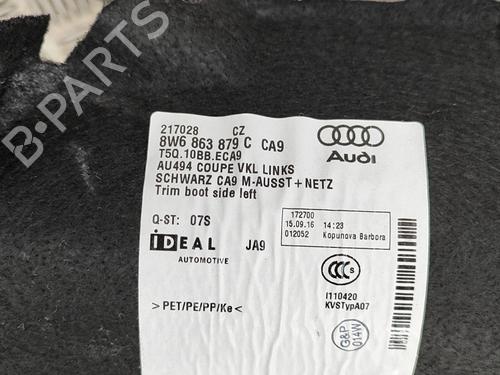 217028 CZ
8W6 863 879 C CA9
T5Q.10BB.ECA9
AU494 COUPE VKL LINKS
SCHWARZ CA9 M-AUSST+NETZ
Trim boot side left
Audi
Q-ST: 07S
172700
15.09.16 14:23
012052 Kopunova Barbora
iDEAL
AUTOMOTIVE
JA9
CCC S
I110420
KVSTypA07
>PET/PE/PP/Ke<
G&P
014W
B-PARTS